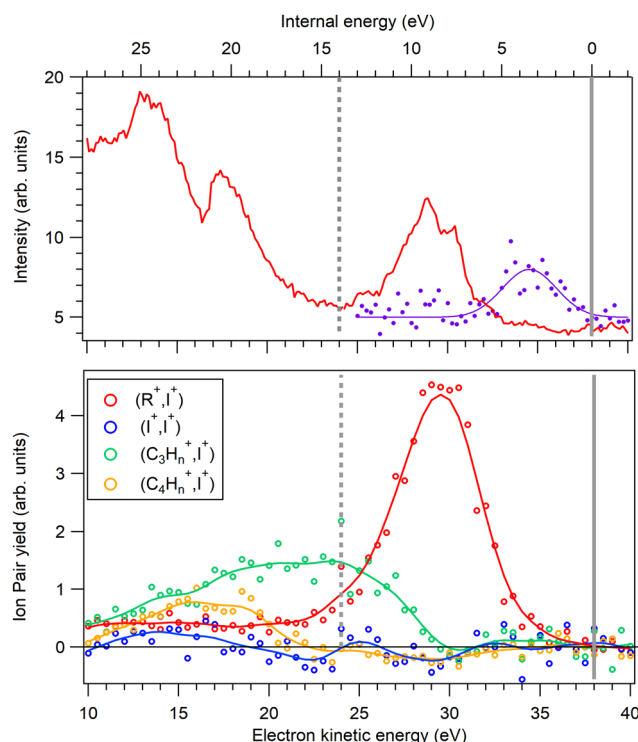 Internal energy (eV)
25 20 15 10 5 0
20
15
10
5
Intensity (arb. units)
(R⁺,I⁺)
(I⁺,I⁺)
(C₃Hₙ⁺,I⁺)
(C₄Hₙ⁺,I⁺)
4
3
2
1
0
Ion Pair yield (arb. units)
10 15 20 25 30 35 40
Electron kinetic energy (eV)